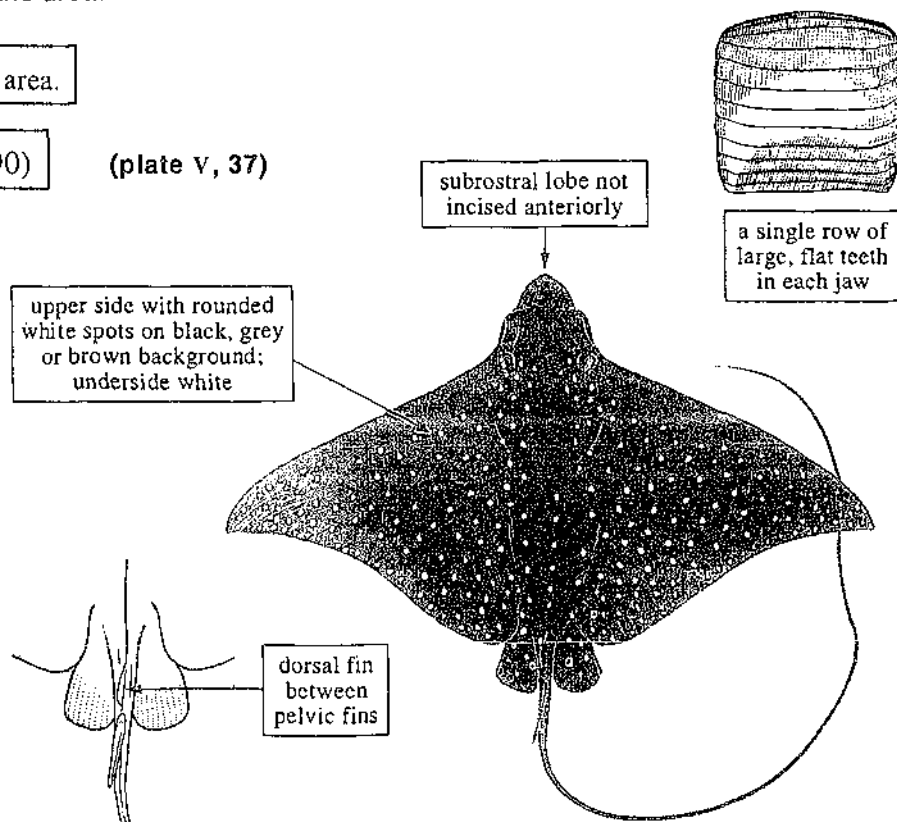 area.
(plate V, 37)
subrostral lobe not
incised anteriorly
a single row of
large, flat teeth
in each jaw
upper side with rounded
white spots on black, grey
or brown background;
underside white
dorsal fin
between
pelvic fins